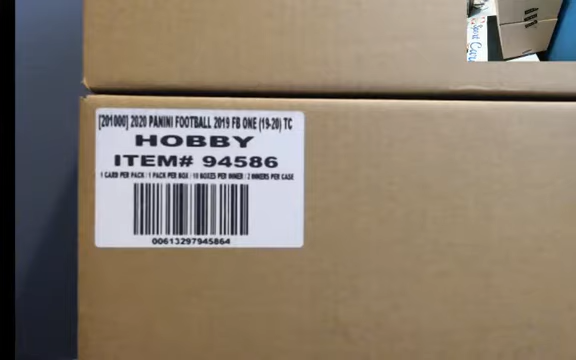 [201000] 2020 PANINI FOOTBALL 2019 FB ONE (19-20) TC
HOBBY
ITEM# 94586
1 CARD PER PACK / 1 PACK PER BOX / 10 BOXES PER INNER / 2 INNERS PER CASE
00613297945864